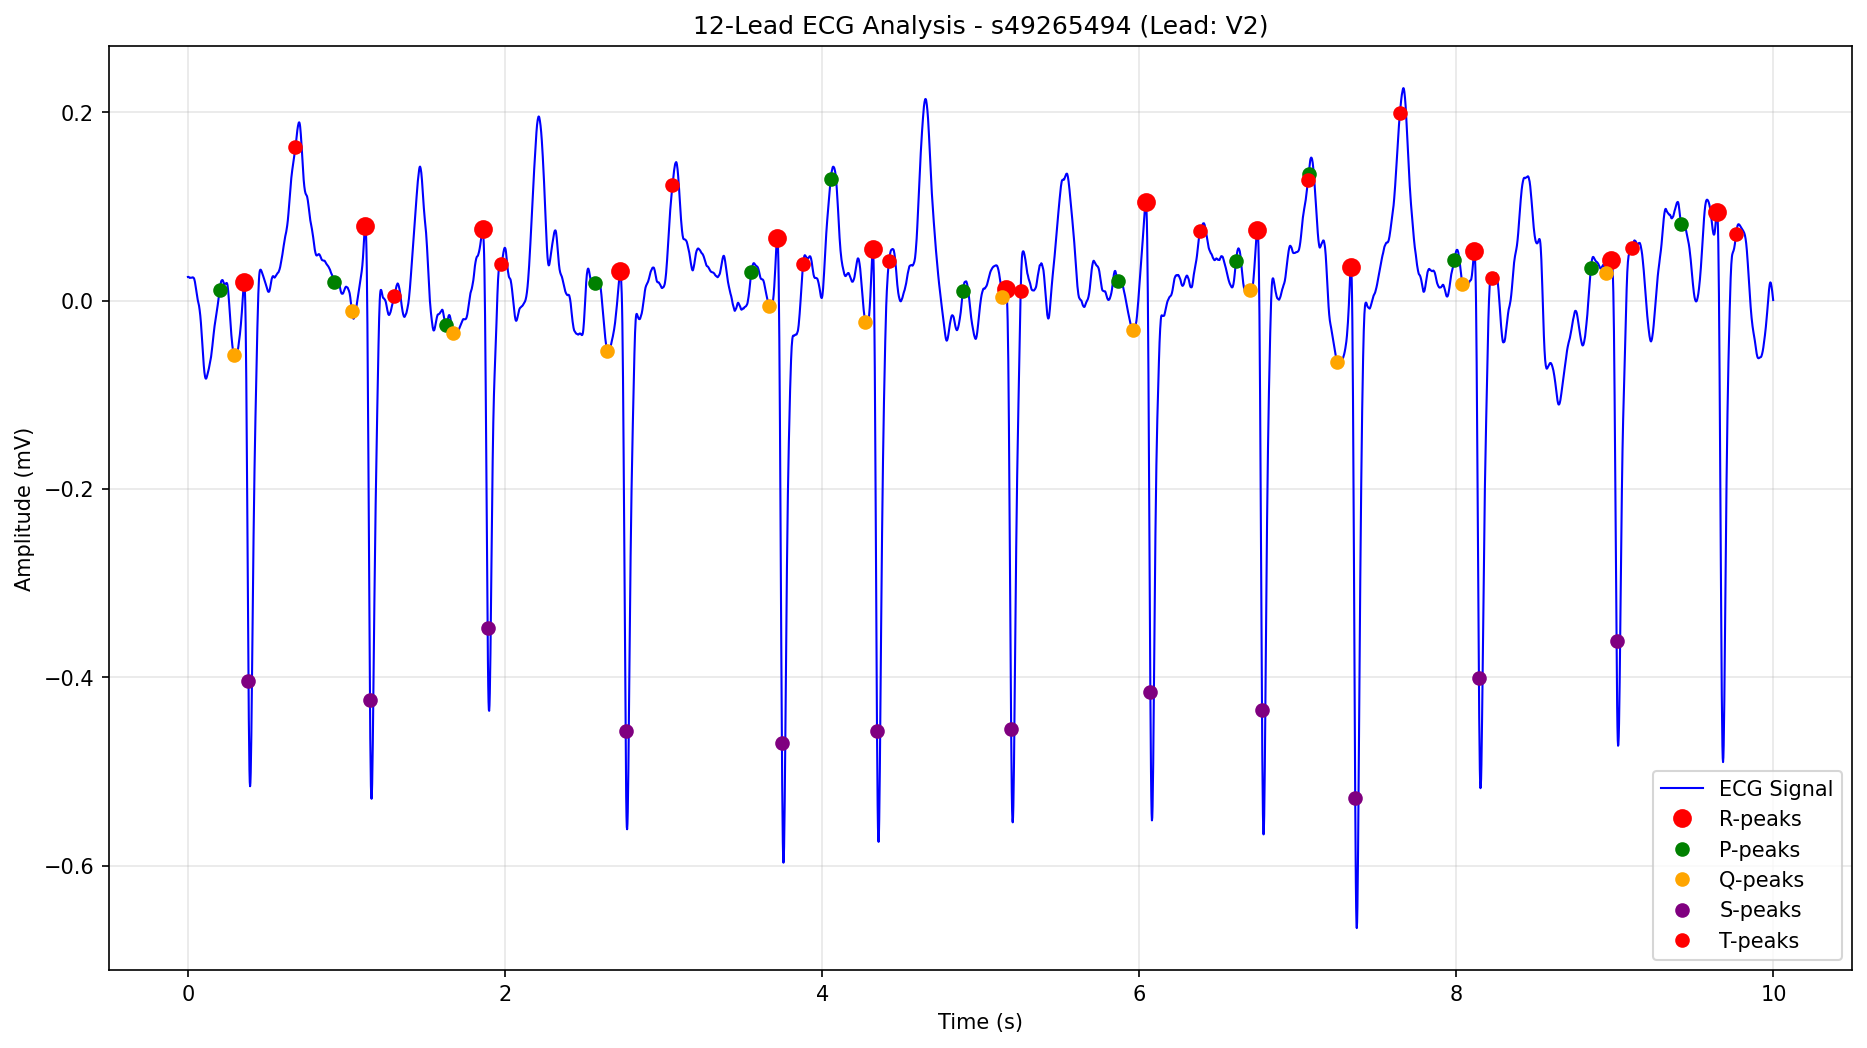 12-Lead ECG Analysis - s49265494 (Lead: V2)
Amplitude (mV)
0.2
0.0
−0.2
−0.4
−0.6
0 2 4 6 8 10
Time (s)
ECG Signal
R-peaks
P-peaks
Q-peaks
S-peaks
T-peaks